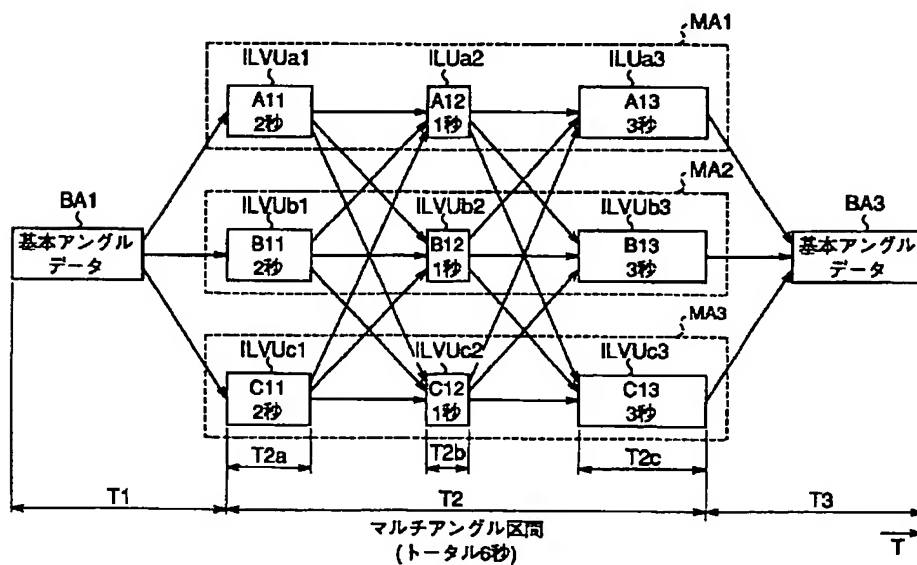 MA1
ILVUa1
ILUa2
ILUa3
A11
2秒
A12
1秒
A13
3秒
MA2
BA1
ILVUb1
ILVUb2
ILVUb3
BA3
基本アングル
データ
B11
2秒
B12
1秒
B13
3秒
基本アングル
データ
MA3
ILVUc1
ILVUc2
ILVUc3
C11
2秒
C12
1秒
C13
3秒
T2a
T2b
T2c
T1
T2
T3
マルチアングル区間
(トータル6秒)
T